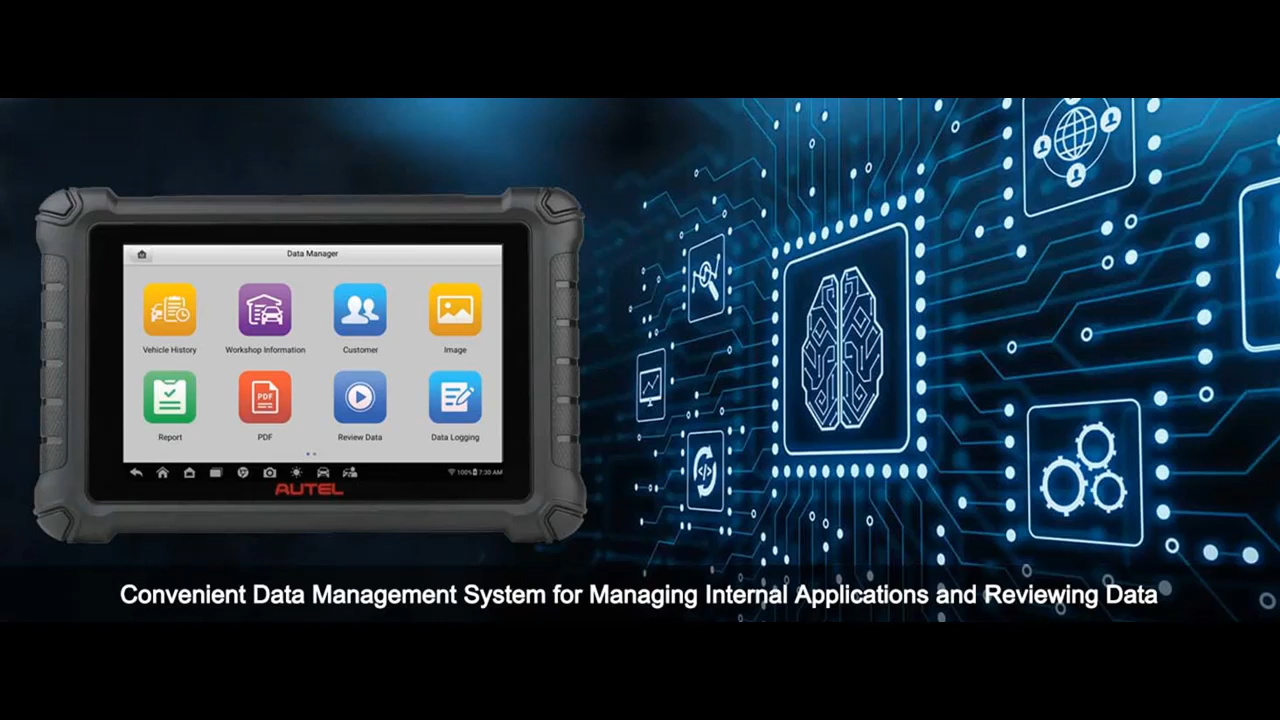 Data Manager
Vehicle History
Workshop Information
Customer
Image
PDF
Report
PDF
Review Data
Data Logging
100% 7:30 AM
AUTEL
Convenient Data Management System for Managing Internal Applications and Reviewing Data